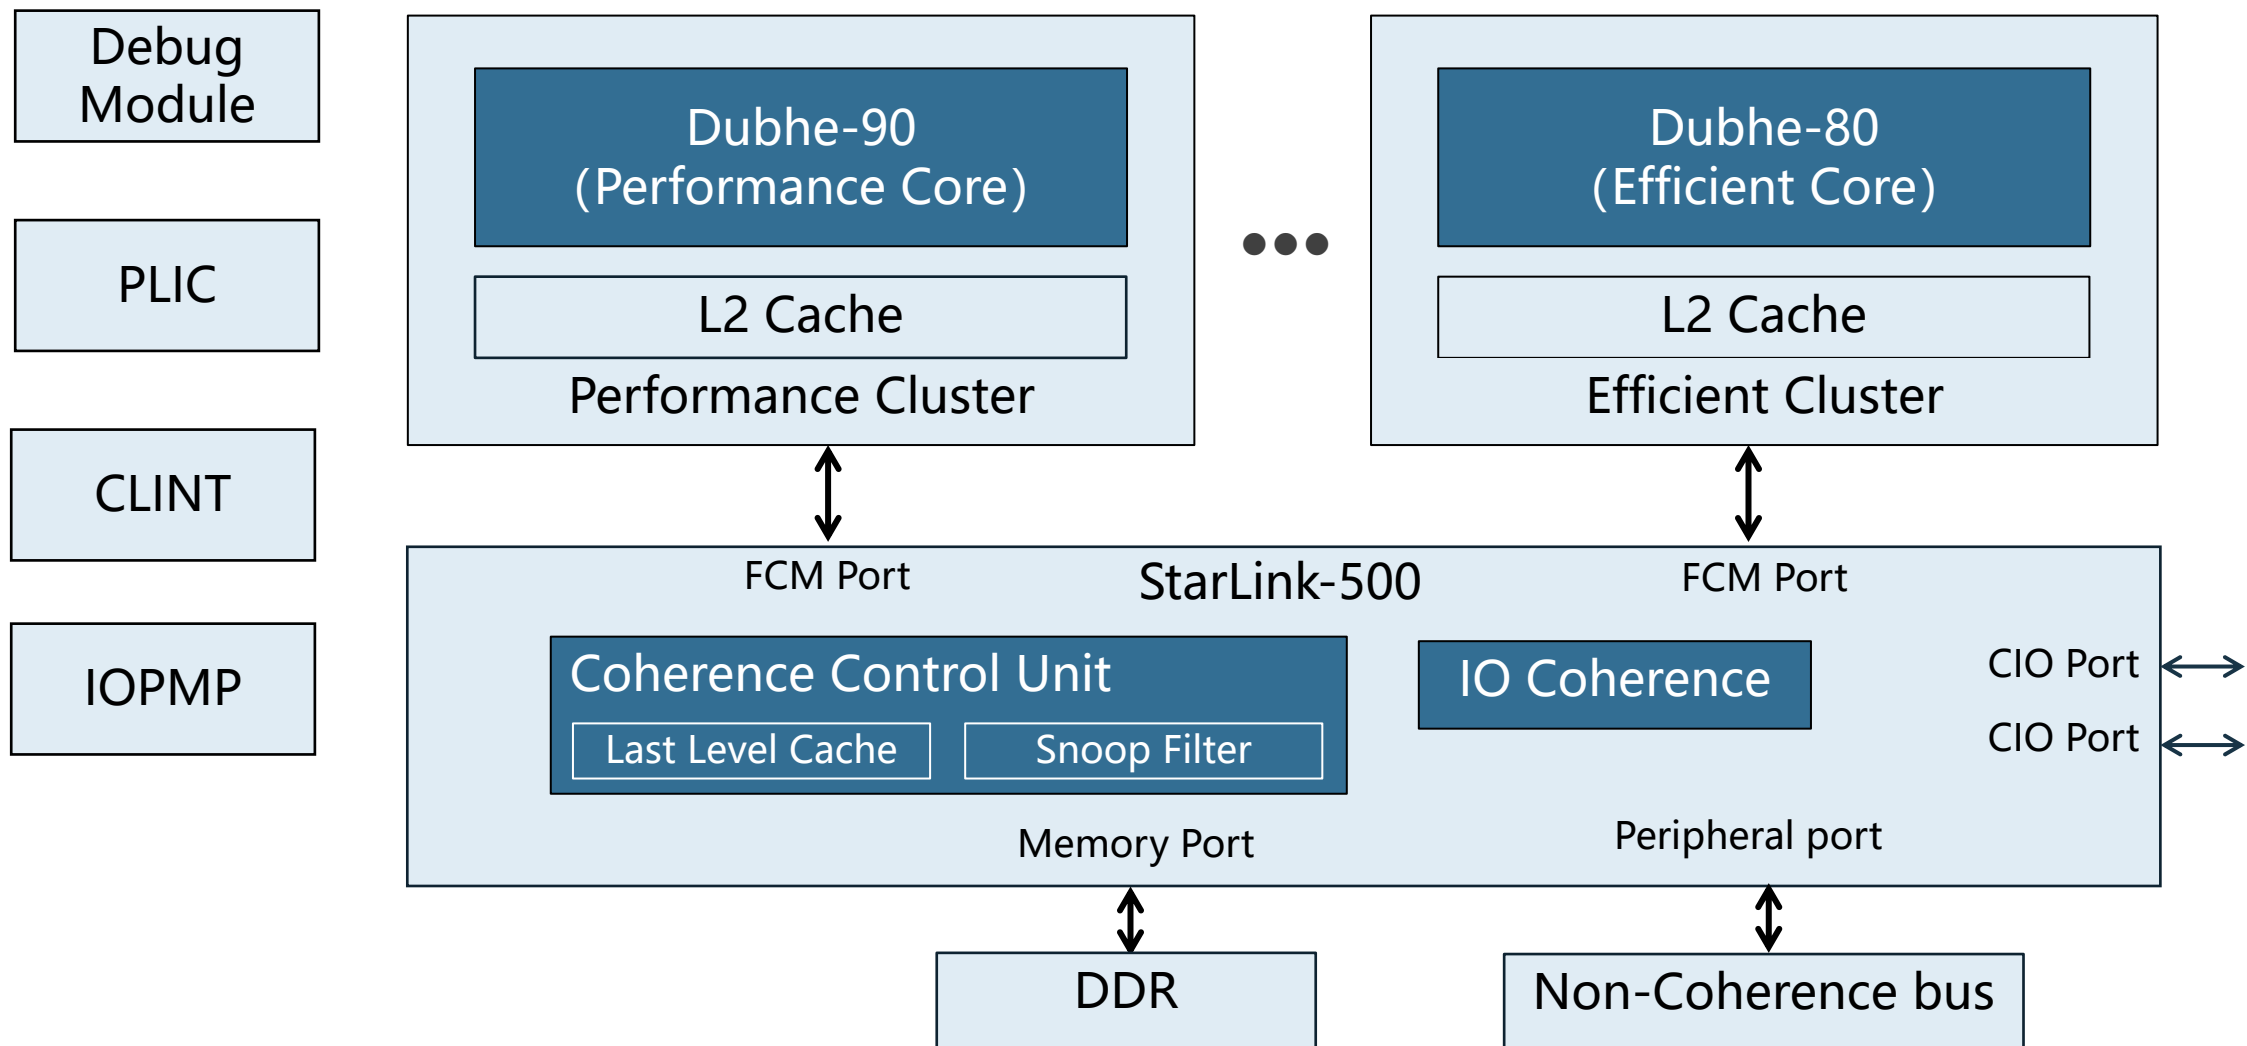 Debug
Module
PLIC
CLINT
IOPMP
Dubhe-90
（Performance Core）
L2 Cache
Performance Cluster
Dubhe-80
（Efficient Core）
L2 Cache
Efficient Cluster
FCM Port
StarLink-500
FCM Port
Coherence Control Unit
Last Level Cache
Snoop Filter
IO Coherence
CIO Port
CIO Port
Memory Port
Peripheral port
DDR
Non-Coherence bus